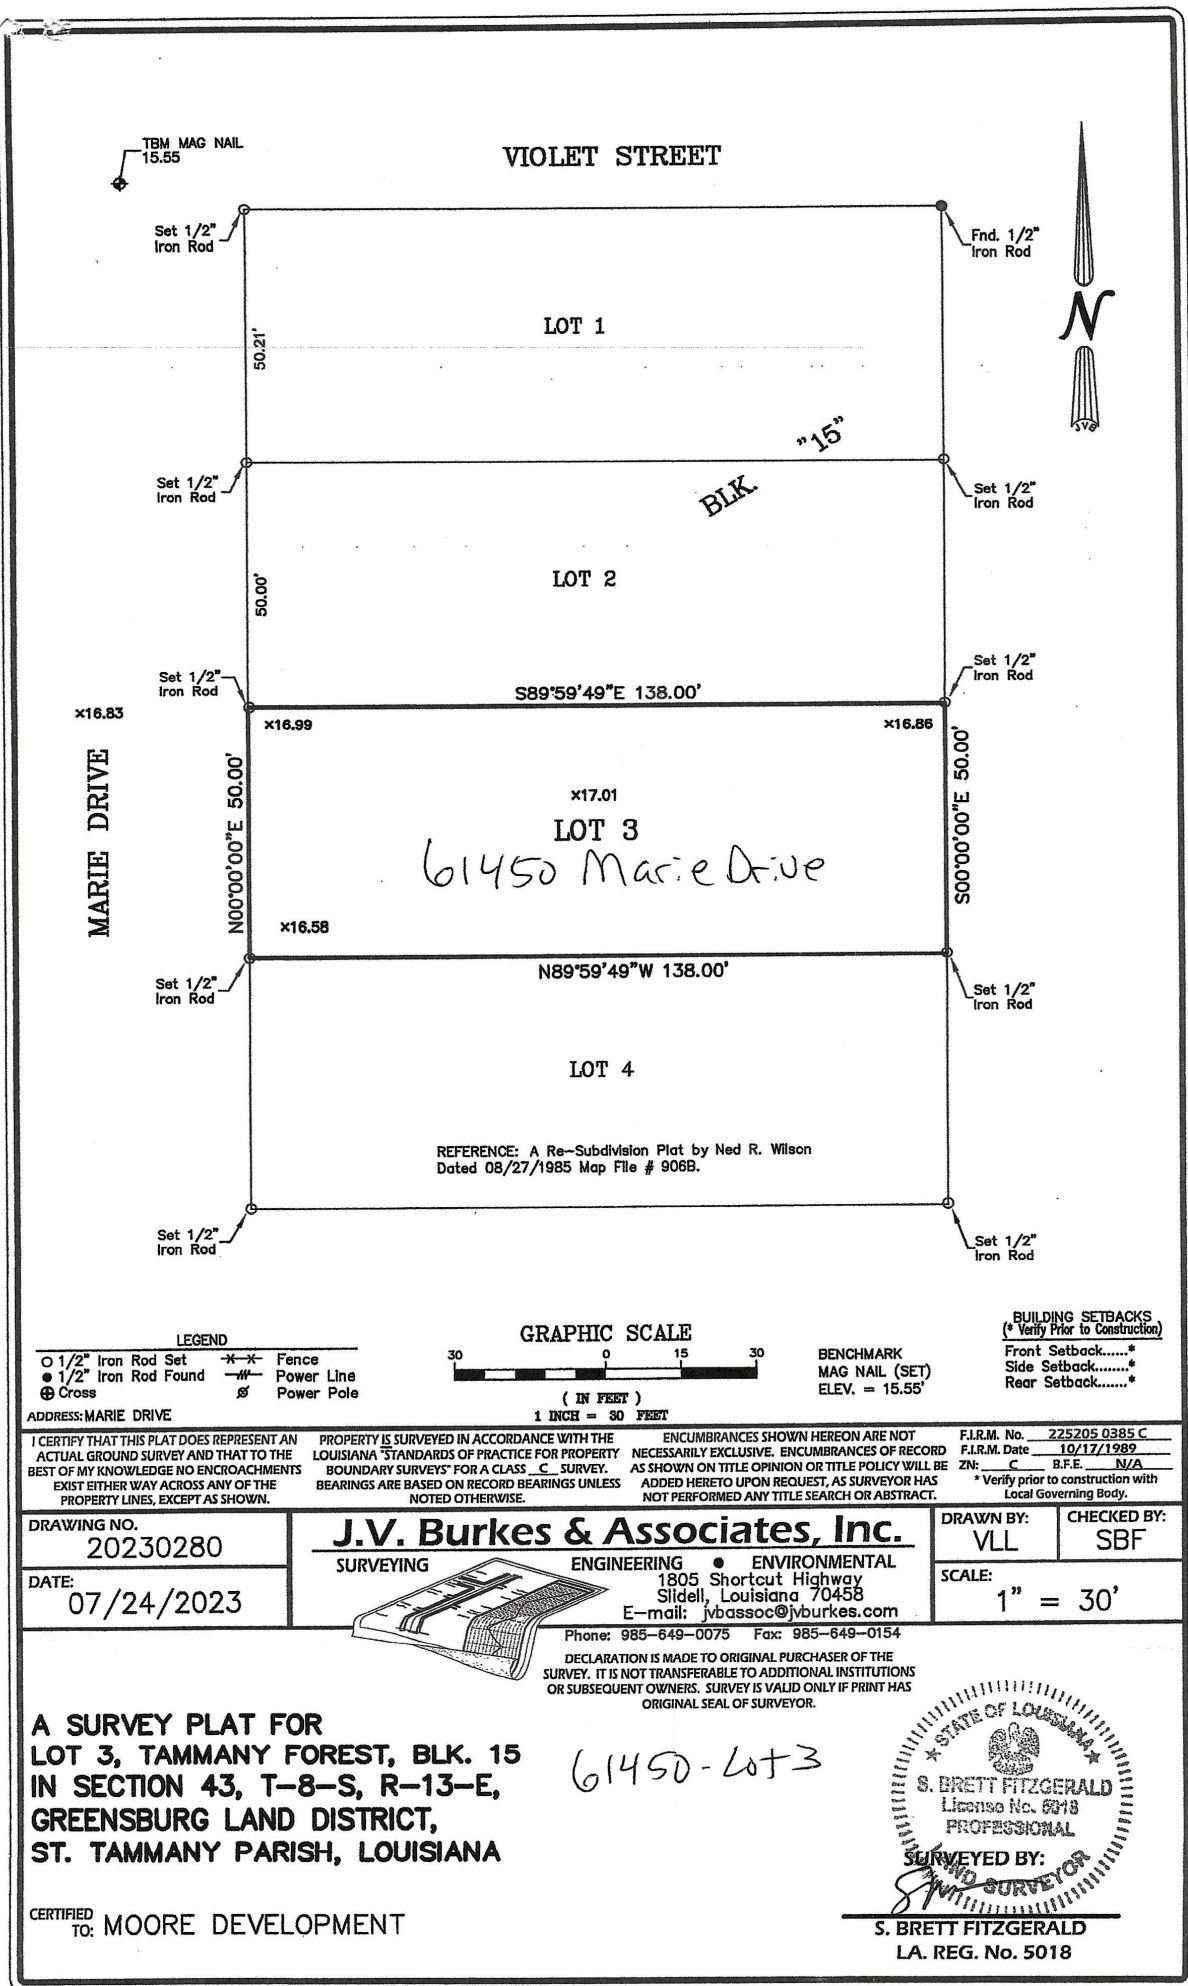 TBM MAG NAIL
15.55
VIOLET STREET
Set 1/2"
Iron Rod
Fnd. 1/2"
Iron Rod
LOT 1
N
JVB
50.21'
"15"
BLK.
Set 1/2"
Iron Rod
Set 1/2"
Iron Rod
LOT 2
50.00'
Set 1/2"
Iron Rod
Set 1/2"
Iron Rod
S89°59'49"E 138.00'
×16.83
×16.99
×16.86
MARIE DRIVE
N00°00'00"E 50.00'
S00°00'00"E 50.00'
×17.01
LOT 3
61450 Marie Drive
×16.58
N89°59'49"W 138.00'
Set 1/2"
Iron Rod
Set 1/2"
Iron Rod
LOT 4
REFERENCE: A Re-Subdivision Plat by Ned R. Wilson
Dated 08/27/1985 Map File # 906B.
Set 1/2"
Iron Rod
Set 1/2"
Iron Rod
LEGEND
1/2" Iron Rod Set
Fence
1/2" Iron Rod Found
Power Line
Cross
Power Pole
ADDRESS: MARIE DRIVE
GRAPHIC SCALE
30 0 15 30
( IN FEET )
1 INCH = 30 FEET
BENCHMARK
MAG NAIL (SET)
ELEV. = 15.55'
BUILDING SETBACKS
(* Verify Prior to Construction)
Front Setback......*
Side Setback........*
Rear Setback.......*
I CERTIFY THAT THIS PLAT DOES REPRESENT AN
ACTUAL GROUND SURVEY AND THAT TO THE
BEST OF MY KNOWLEDGE NO ENCROACHMENTS
EXIST EITHER WAY ACROSS ANY OF THE
PROPERTY LINES, EXCEPT AS SHOWN.
PROPERTY IS SURVEYED IN ACCORDANCE WITH THE
LOUISIANA "STANDARDS OF PRACTICE FOR PROPERTY
BOUNDARY SURVEYS" FOR A CLASS C SURVEY.
BEARINGS ARE BASED ON RECORD BEARINGS UNLESS
NOTED OTHERWISE.
ENCUMBRANCES SHOWN HEREON ARE NOT
NECESSARILY EXCLUSIVE. ENCUMBRANCES OF RECORD
AS SHOWN ON TITLE OPINION OR TITLE POLICY WILL BE
ADDED HERETO UPON REQUEST, AS SURVEYOR HAS
NOT PERFORMED ANY TITLE SEARCH OR ABSTRACT.
F.I.R.M. No. 225205 0385 C
F.I.R.M. Date 10/17/1989
ZN: C B.F.E. N/A
* Verify prior to construction with
Local Governing Body.
DRAWING NO.
20230280
DATE:
07/24/2023
J.V. Burkes & Associates, Inc.
SURVEYING ENGINEERING ● ENVIRONMENTAL
1805 Shortcut Highway
Slidell, Louisiana 70458
E-mail: jvbassoc@jvburkes.com
Phone: 985-649-0075 Fax: 985-649-0154
DRAWN BY:
VLL
CHECKED BY:
SBF
SCALE:
1" = 30'
DECLARATION IS MADE TO ORIGINAL PURCHASER OF THE
SURVEY. IT IS NOT TRANSFERABLE TO ADDITIONAL INSTITUTIONS
OR SUBSEQUENT OWNERS. SURVEY IS VALID ONLY IF PRINT HAS
ORIGINAL SEAL OF SURVEYOR.
A SURVEY PLAT FOR
LOT 3, TAMMANY FOREST, BLK. 15
IN SECTION 43, T-8-S, R-13-E,
GREENSBURG LAND DISTRICT,
ST. TAMMANY PARISH, LOUISIANA
61450-Lot 3
CERTIFIED
TO: MOORE DEVELOPMENT
STATE OF LOUISIANA
S. BRETT FITZGERALD
License No. 5018
PROFESSIONAL
LAND SURVEYOR
SURVEYED BY:
S. BRETT FITZGERALD
LA. REG. No. 5018